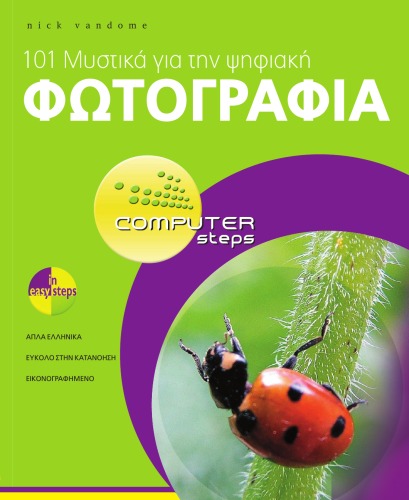 nick vandome
101 Μυστικά για την ψηφιακή
ΦΩΤΟΓΡΑΦΙΑ
COMPUTER
steps
in
easy steps
ΑΠΛΑ ΕΛΛΗΝΙΚΑ
ΕΥΚΟΛΟ ΣΤΗΝ ΚΑΤΑΝΟΗΣΗ
ΕΙΚΟΝΟΓΡΑΦΗΜΕΝΟ